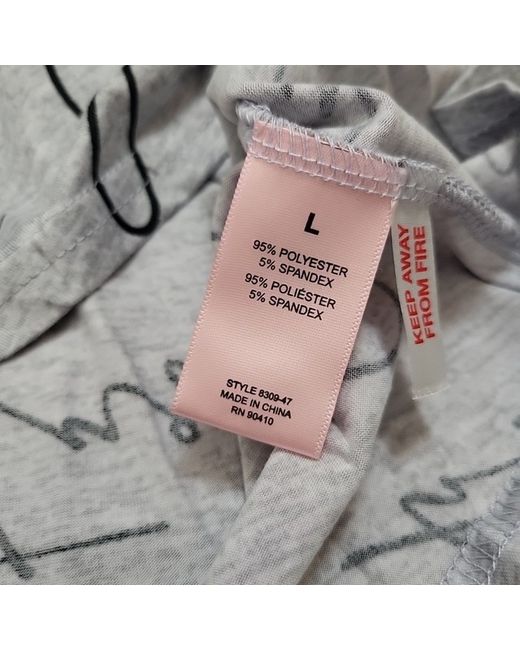 L
95% POLYESTER
5% SPANDEX
95% POLIÉSTER
5% SPANDEX
STYLE 8309-47
MADE IN CHINA
RN 90410
KEEP AWAY
FROM FIRE